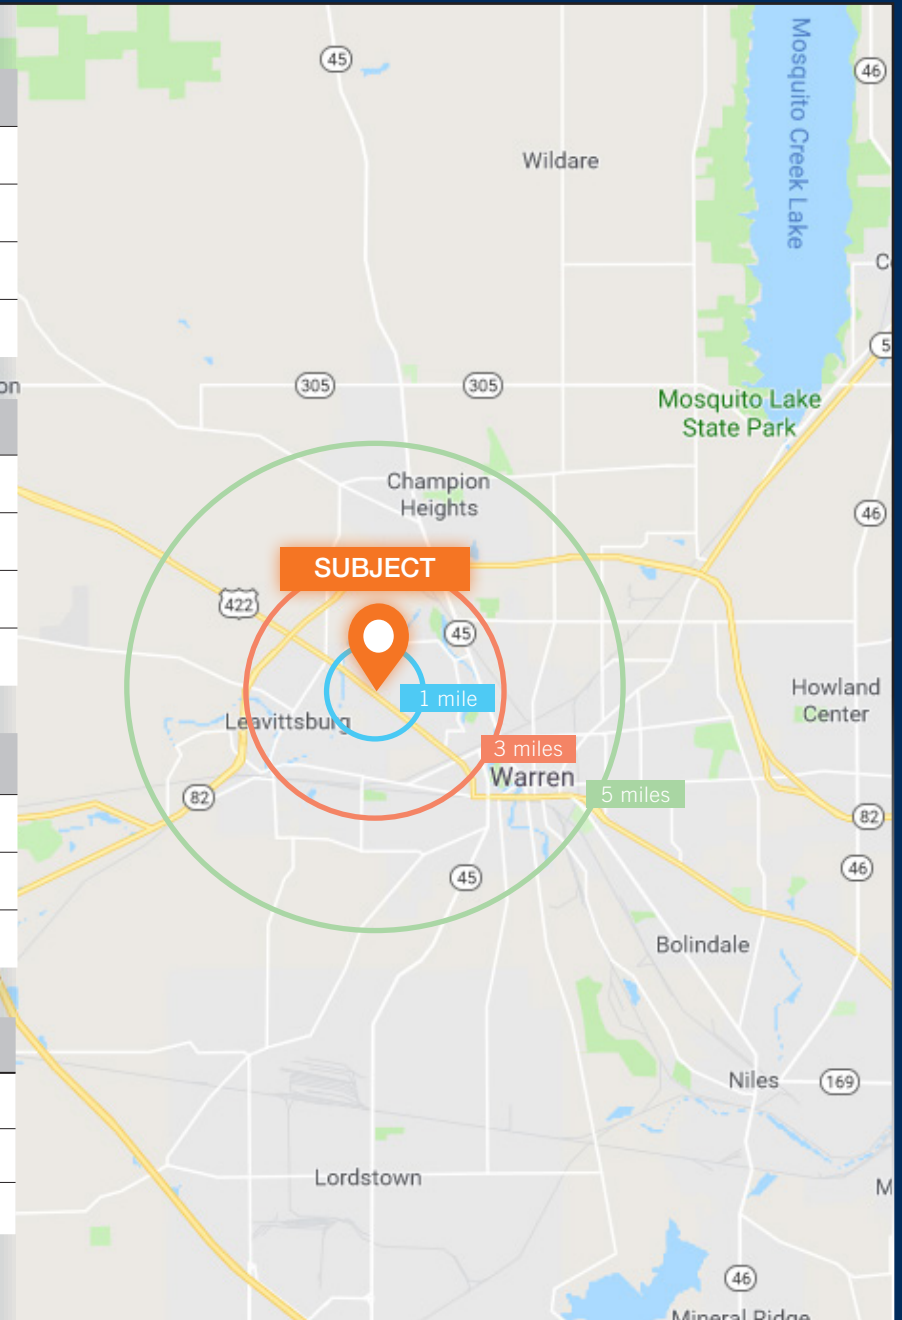 45
46
Mosquito Creek Lake
Wildare
305
305
Mosquito Lake
State Park
Champion
Heights
46
SUBJECT
422
45
1 mile
Howland
Center
Leavittsburg
3 miles
Warren
82
5 miles
82
46
45
Bolindale
Niles
169
Lordstown
46
Mineral Ridge